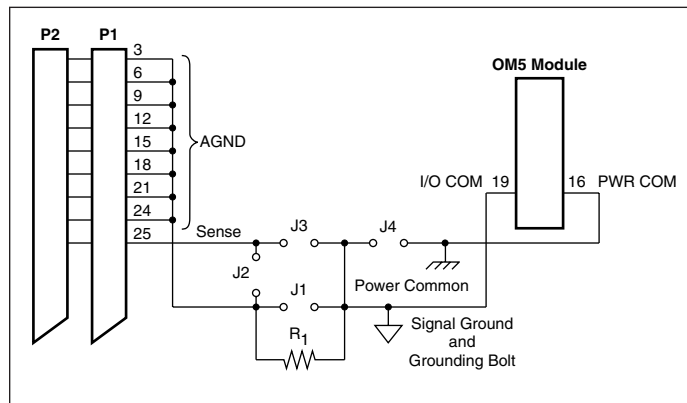 P2 P1
3
6
9
12
15
18
21
24
25
AGND
Sense
OM5 Module
I/O COM 19 16 PWR COM
J3 J4
J2
J1
R1
Power Common
Signal Ground
and
Grounding Bolt